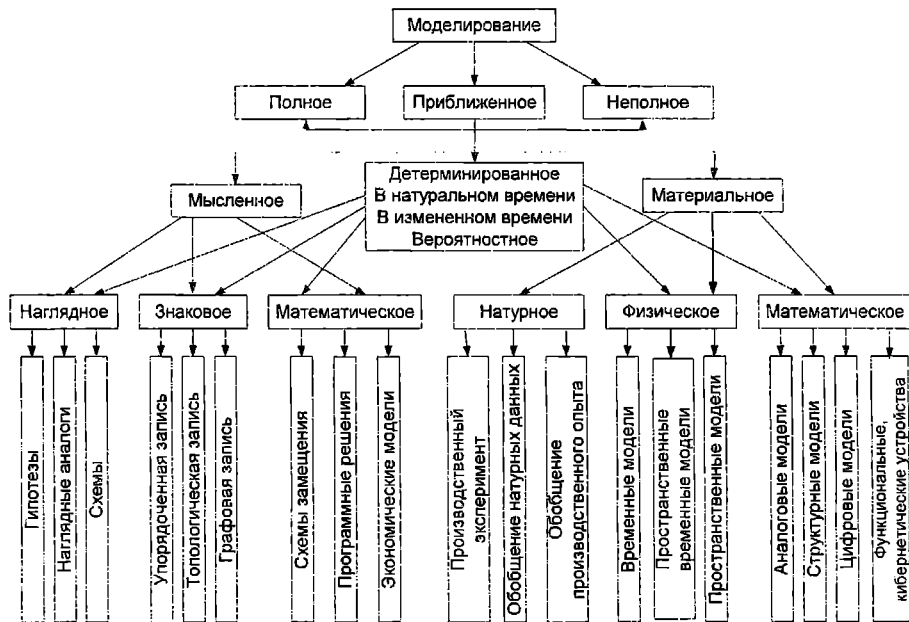 Моделирование
Полное
Приближенное
Неполное
Мысленное
Детерминированное
В натуральном времени
В измененном времени
Вероятностное
Материальное
Наглядное
Знаковое
Математическое
Натурное
Физическое
Математическое
Гипотезы
Наглядные аналоги
Схемы
Упорядоченная запись
Топологическая запись
Графовая запись
Схемы замещения
Программные решения
Экономические модели
Производственный
эксперимент
Обобщение натурных данных
Обобщение
производственного опыта
Временные модели
Пространственные
временные модели
Пространственные модели
Аналоговые модели
Структурные модели
Цифровые модели
Функциональные,
кибернетические устройства